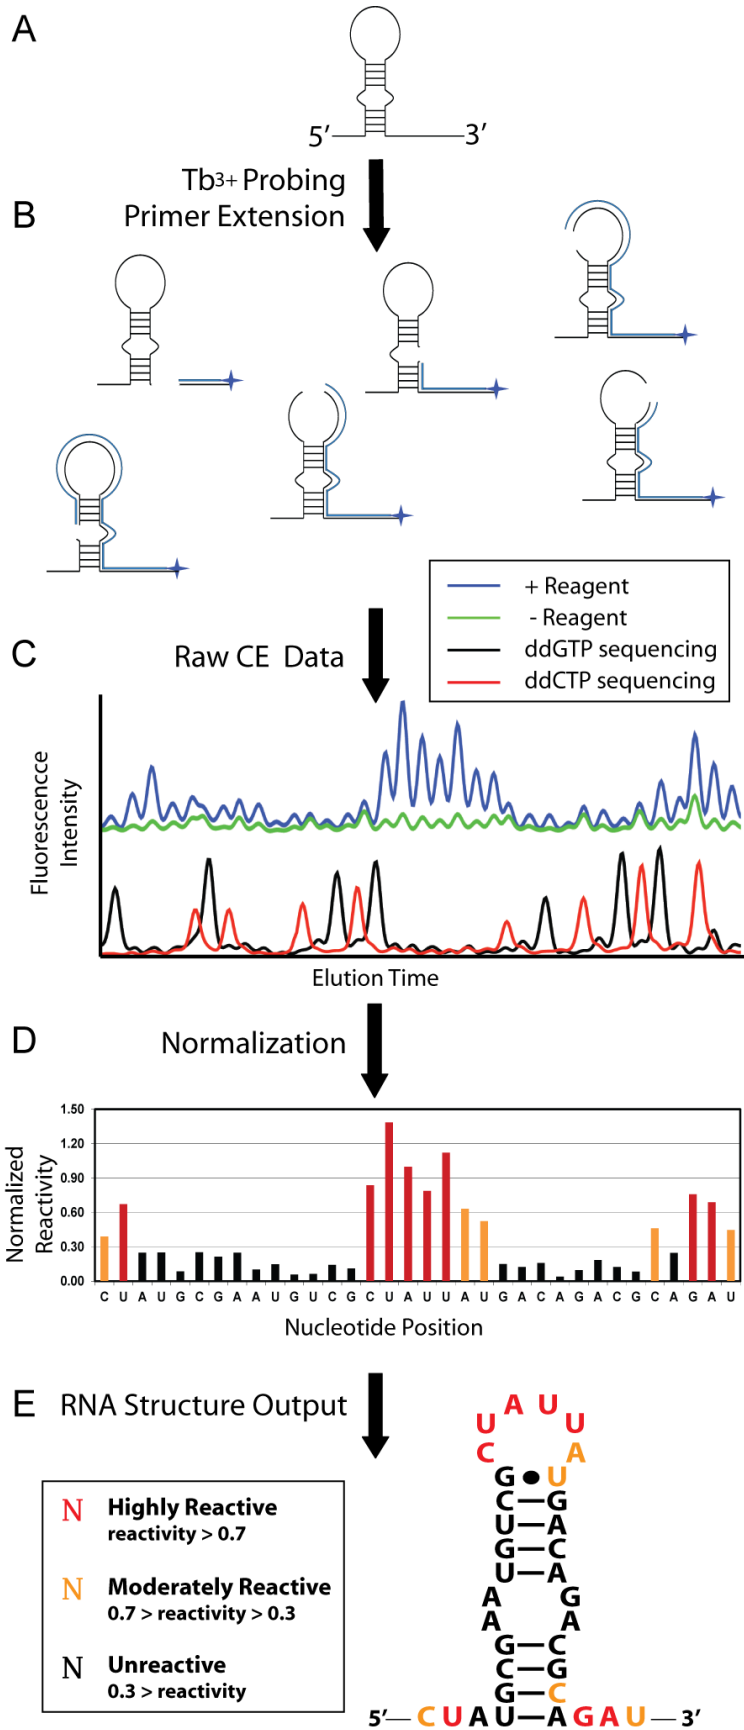 A
5’ 3’
Tb3+ Probing
Primer Extension
B
+ Reagent
- Reagent
ddGTP sequencing
ddCTP sequencing
C
Raw CE Data
Fluorescencce
Intensity
Elution Time
D
Normalization
Normalized
Reactivity
1.50
1.20
0.90
0.60
0.30
0.00
C U A U G C G A A U G U C G C U A U U A U G A C A G A C G C A G A U
Nucleotide Position
E
RNA Structure Output
N Highly Reactive
reactivity > 0.7
N Moderately Reactive
0.7 > reactivity > 0.3
N Unreactive
0.3 > reactivity
A U
U U
C A
G U
C G
U A
G C
U A
A G
A A
G C
C G
G C
5’ C U A U A G A U 3’